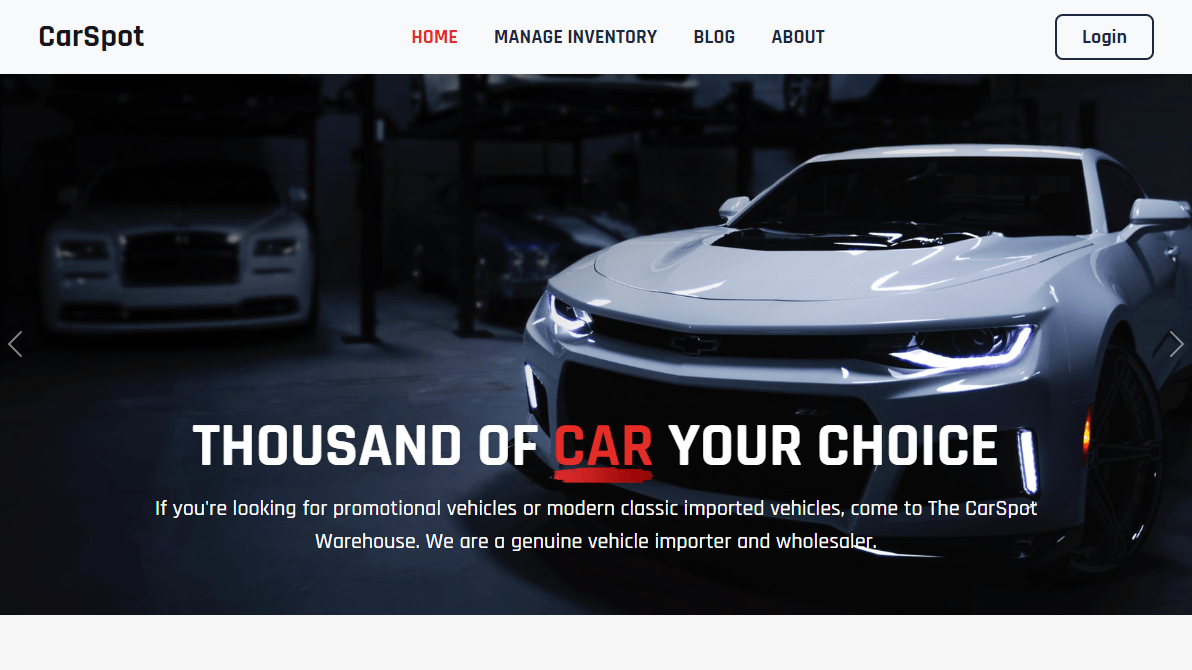 CarSpot
HOME MANAGE INVENTORY BLOG ABOUT
Login
THOUSAND OF CAR YOUR CHOICE
If you're looking for promotional vehicles or modern classic imported vehicles, come to The CarSpot
Warehouse. We are a genuine vehicle importer and wholesaler.